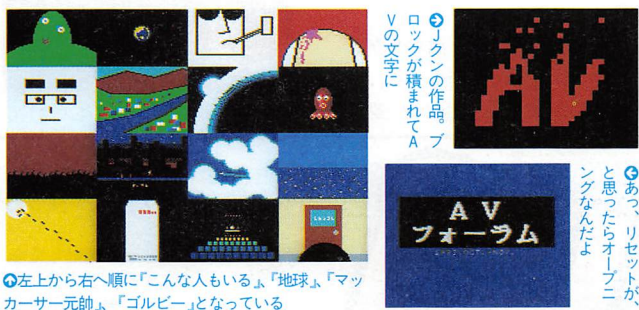 ⬆左上から右へ順に『こんな人もいる』、『地球』、『マッ
カーサー元帥』、『ゴルビー』となっている
⬆Jクンの作品。ブ
ロックが積まれてA
Vの文字に
AV
⬆あっ、リセットが、
と思ったらオープニ
ングなんだよ
AV
フォーラム